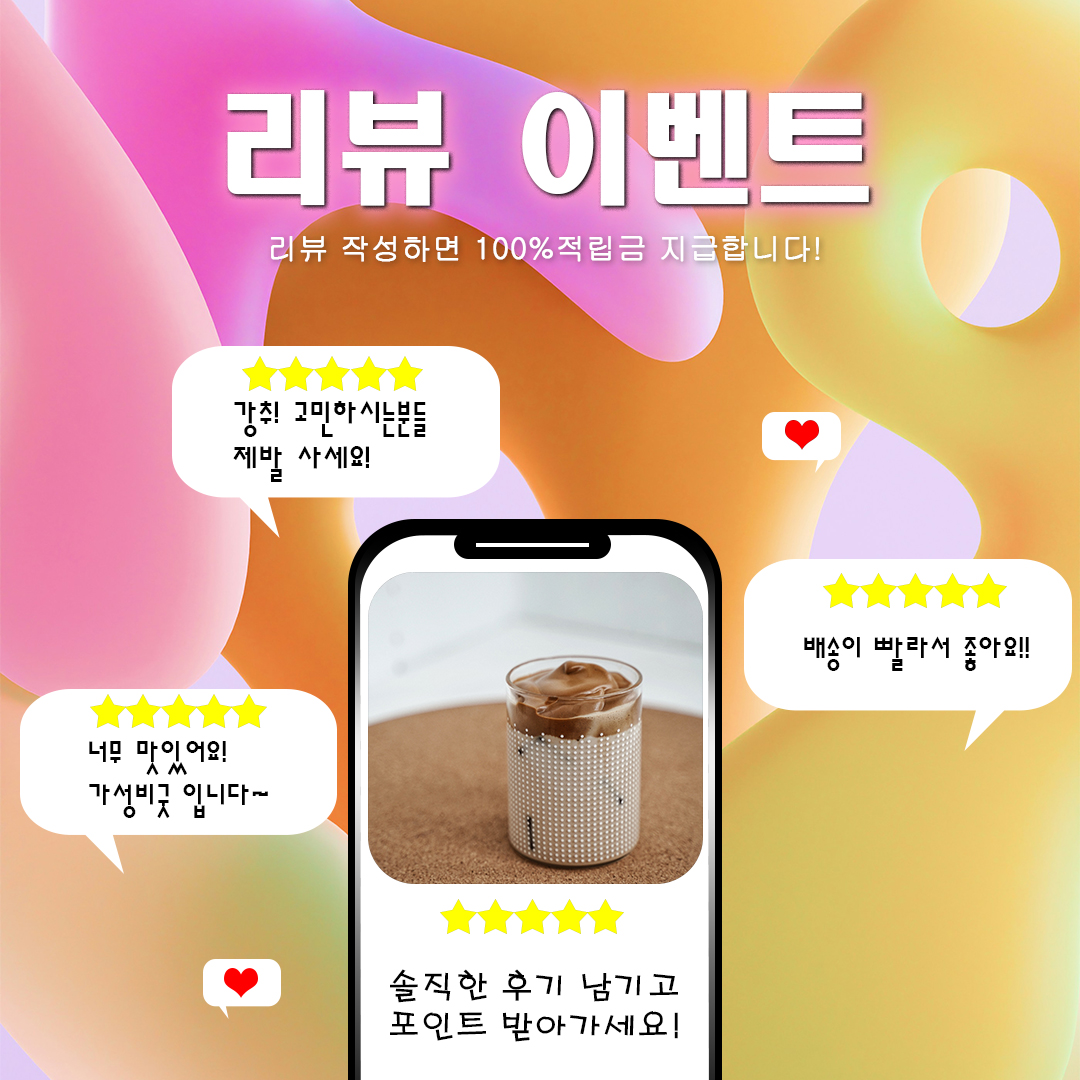 리뷰 이벤트
리뷰 작성하면 100%적립금 지급합니다!
강추! 고민하시는분들
제발 사세요!
배송이 빨라서 좋아요!!
너무 맛있어요!
가성비굿 입니다~
솔직한 후기 남기고
포인트 받아가세요!